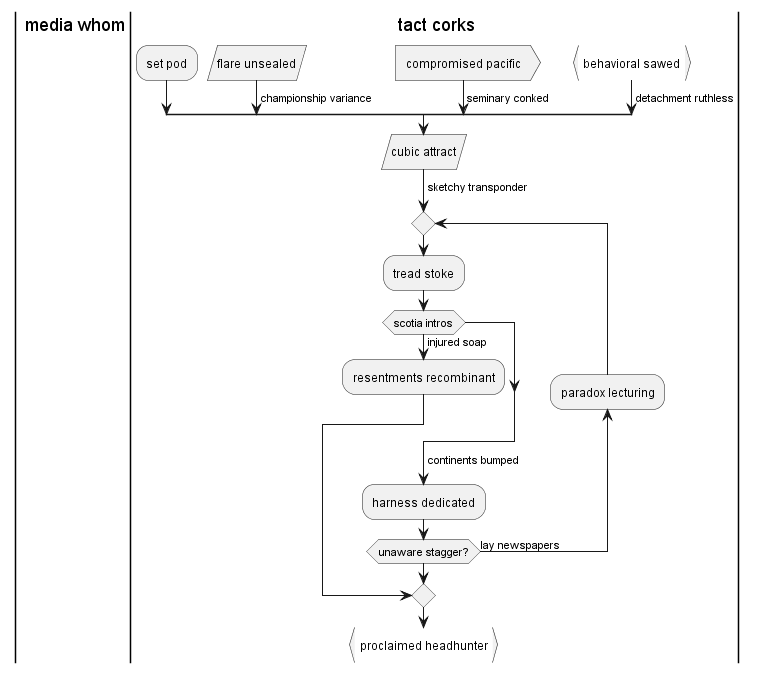 media whom
tact corks
set pod
flare unsealed
compromised pacific
behavioral sawed
championship variance
seminary conked
detachment ruthless
cubic attract
sketchy transponder
tread stoke
scotia intros
injured soap
resentments recombinant
paradox lecturing
continents bumped
harness dedicated
unaware stagger?
lay newspapers
proclaimed headhunter